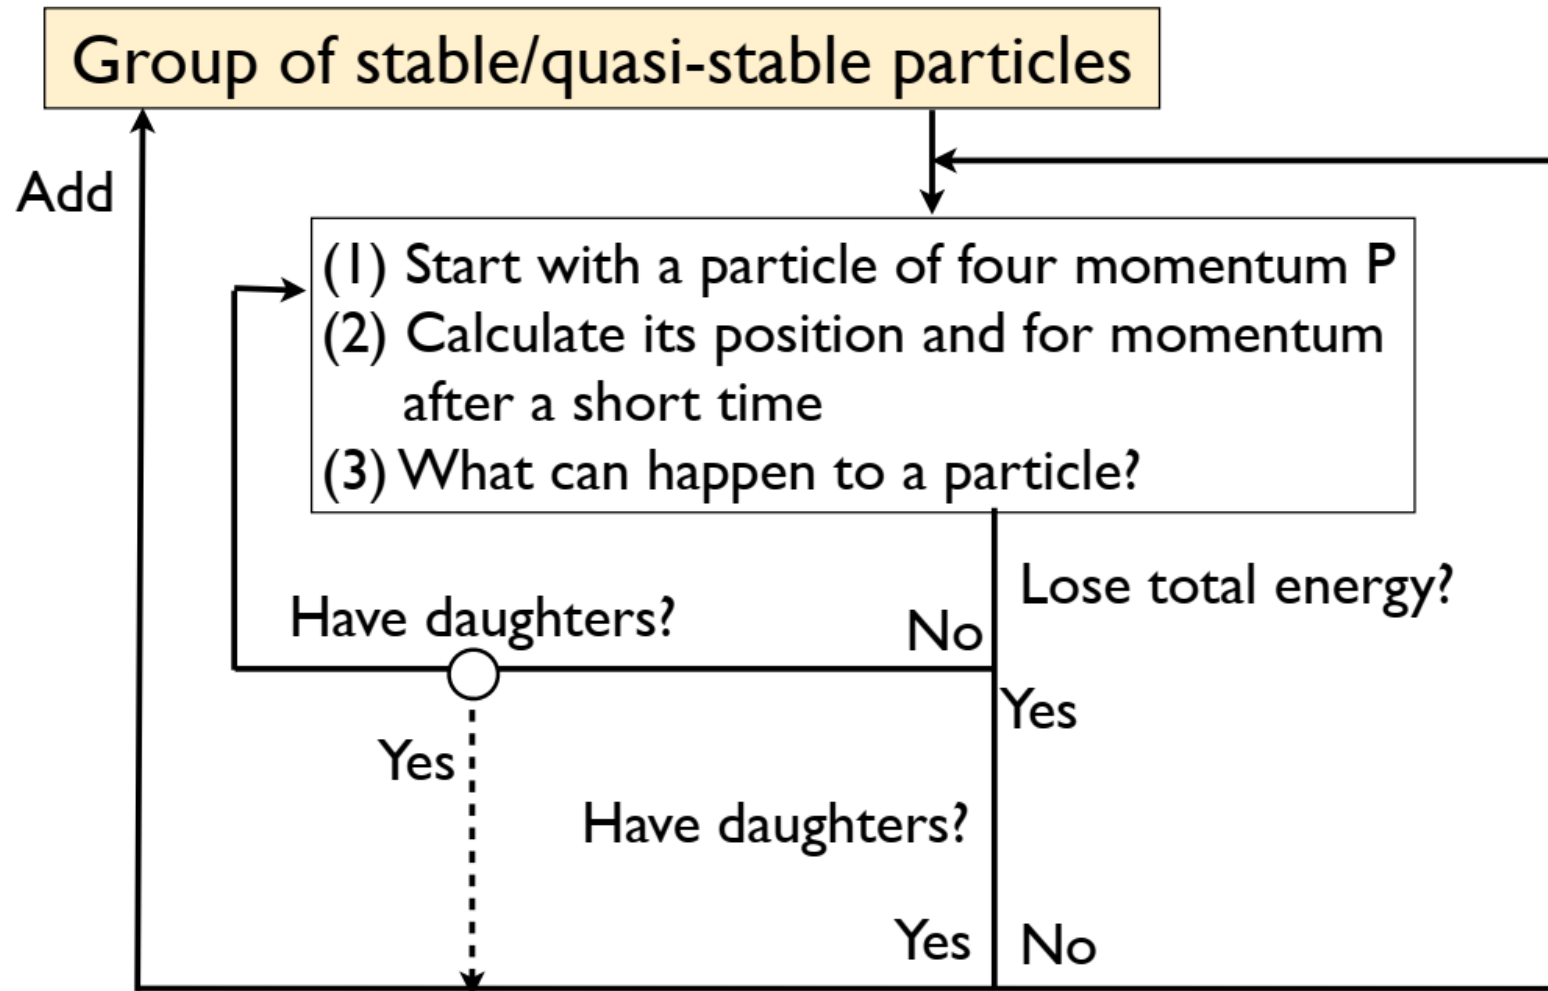 Group of stable/quasi-stable particles
Add
(1) Start with a particle of four momentum P
(2) Calculate its position and for momentum
after a short time
(3) What can happen to a particle?
Lose total energy?
Have daughters?
No
Yes
Yes
Have daughters?
Yes
No